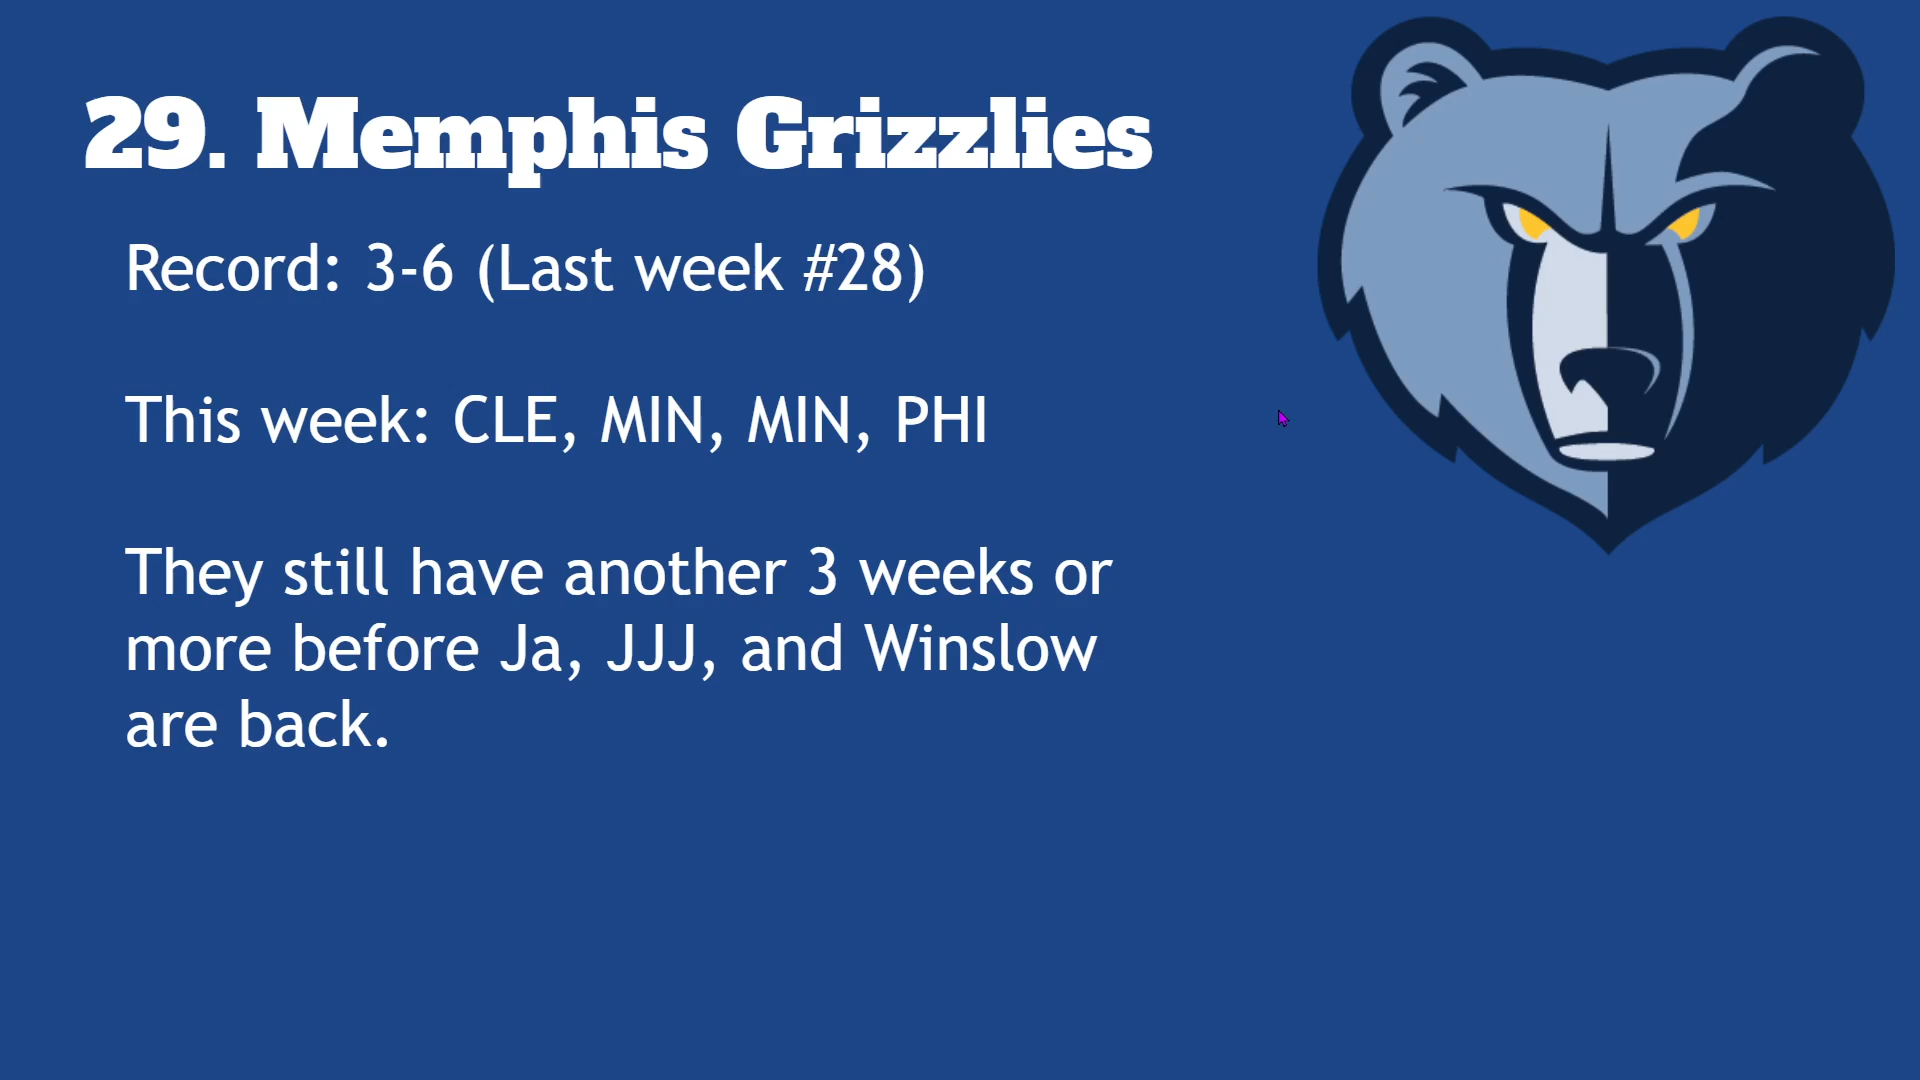 29. Memphis Grizzlies
Record: 3-6 (Last week #28)
This week: CLE, MIN, MIN, PHI
They still have another 3 weeks or
more before Ja, JJJ, and Winslow
are back.